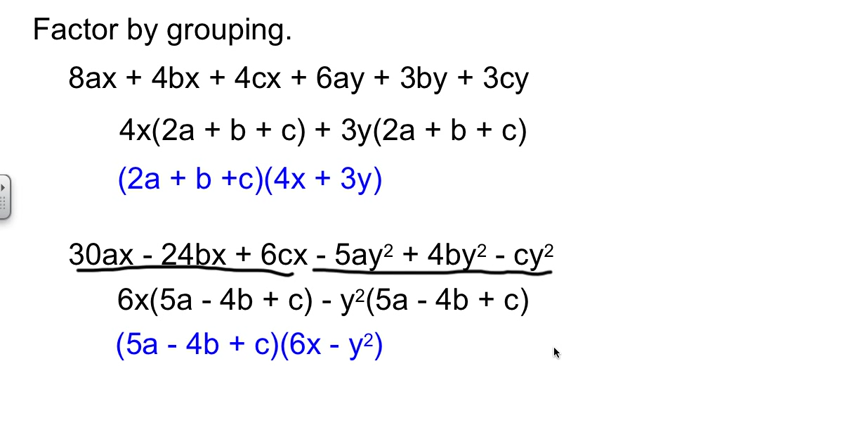 Factor by grouping.
8ax + 4bx + 4cx + 6ay + 3by + 3cy
4x(2a + b + c) + 3y(2a + b + c)
(2a + b +c)(4x + 3y)
30ax - 24bx + 6cx - 5ay² + 4by² - cy²
6x(5a - 4b + c) - y²(5a - 4b + c)
(5a - 4b + c)(6x - y²)